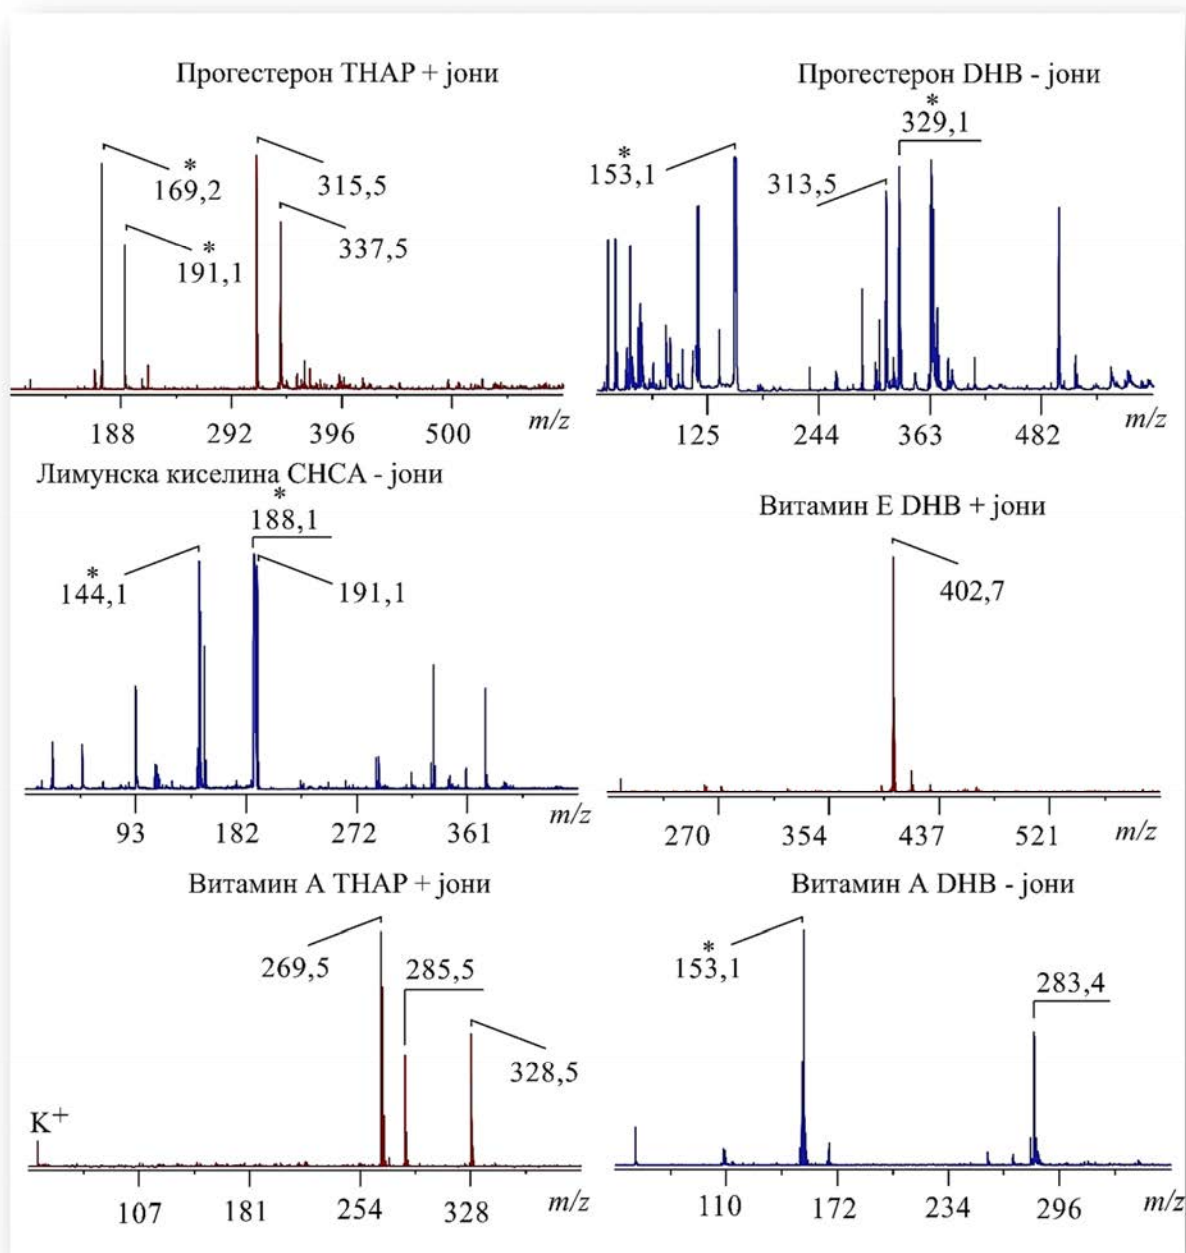 Прогестерон THAP + јони
*
169,2
*
191,1
315,5
337,5
188 292 396 500 m/z
Прогестерон DHB - јони
*
153,1
313,5
*
329,1
125 244 363 482 m/z
Лимунска киселина CHCA - јони
*
144,1
*
188,1
191,1
93 182 272 361 m/z
Витамин Е DHB + јони
402,7
270 354 437 521 m/z
Витамин А THAP + јони
269,5
285,5
328,5
K+
107 181 254 328 m/z
Витамин А DHB - јони
*
153,1
283,4
110 172 234 296 m/z